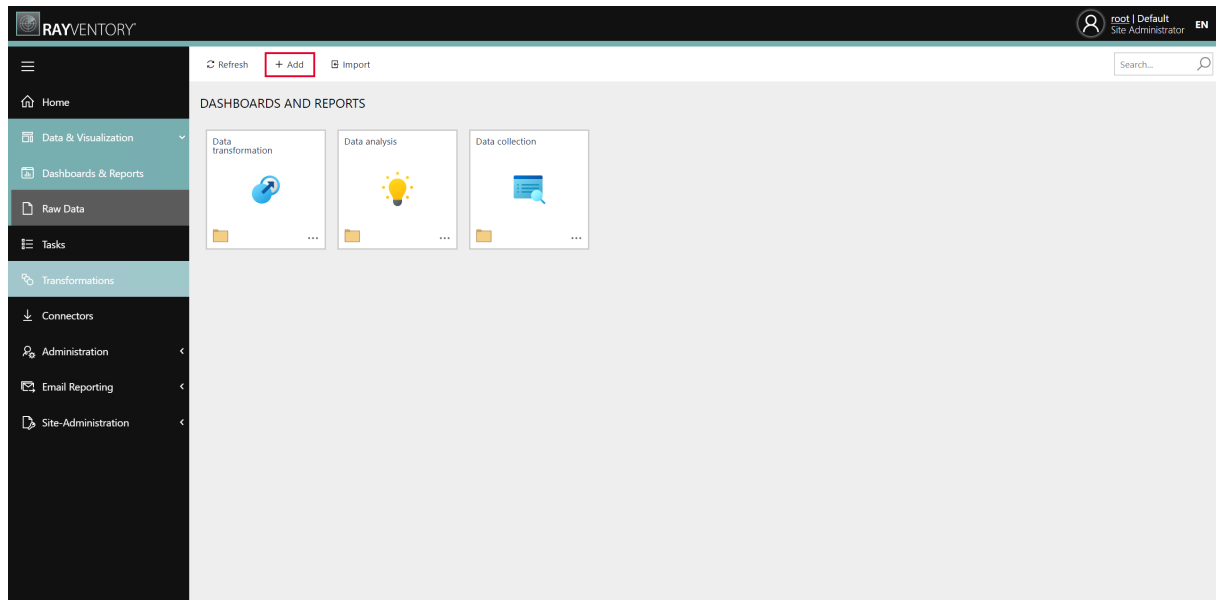 RAYVENTORY
root | Default
Site Administrator
EN
Refresh
+ Add
Import
Search...
Home
DASHBOARDS AND REPORTS
Data & Visualization
Data
transformation
Data analysis
Data collection
Dashboards & Reports
Raw Data
Tasks
...
...
...
Transformations
Connectors
Administration
Email Reporting
Site-Administration